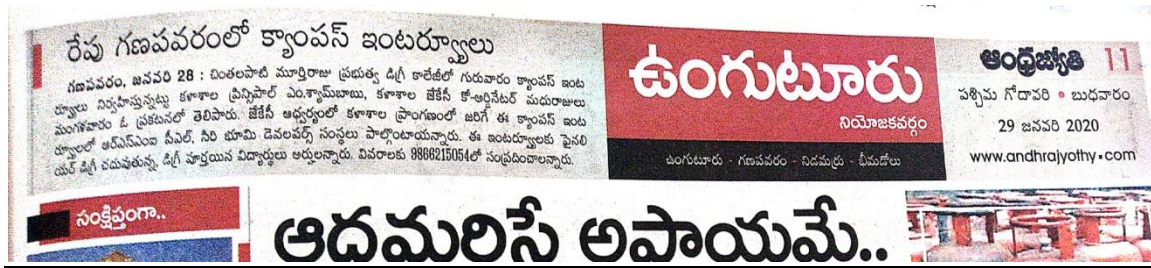 రేపు గణపవరంలో క్యాంపస్ ఇంటర్వ్యూలు
గణపవరం, జనవరి 28 : చింతలపాటి మూర్తిరాజు ప్రభుత్వ డిగ్రీ కాలేజీలో గురువారం క్యాంపస్ ఇంట
ర్వ్యూలు నిర్వహిస్తున్నట్టు కళాశాల ప్రిన్సిపాల్ ఎం.శ్యామ్‌బాబు, కళాశాల జేకేసీ కో-ఆర్డినేటర్ మధురాజులు
మంగళవారం ఓ ప్రకటనలో తెలిపారు. జేకేసీ ఆధ్వర్యంలో కళాశాల ప్రాంగణంలో జరిగే ఈ క్యాంపస్ ఇంట
ర్వ్యూలలో ఆర్ఎస్ఎంఐ సీఎల్, సిరి భూమి డెవలపర్స్ సంస్థలు పాల్గొంటాయన్నారు. ఈ ఇంటర్వ్యూలకు ఫైనలి
యర్ డిగ్రీ చదువుతున్న, డిగ్రీ పూర్తయిన విద్యార్థులు అర్హులన్నారు. వివరాలకు 9866215054లో సంప్రదించాలన్నారు.
ఉంగుటూరు
నియోజకవర్గం
ఉంగుటూరు - గణపవరం - నిడమర్రు - భీమడోలు
ఆంధ్రజ్యోతి 11
పశ్చిమ గోదావరి • బుధవారం
29 జనవరి 2020
www.andhrajyothy.com
సంక్షిప్తంగా..
ఆదమరిస్తే అపాయమే..